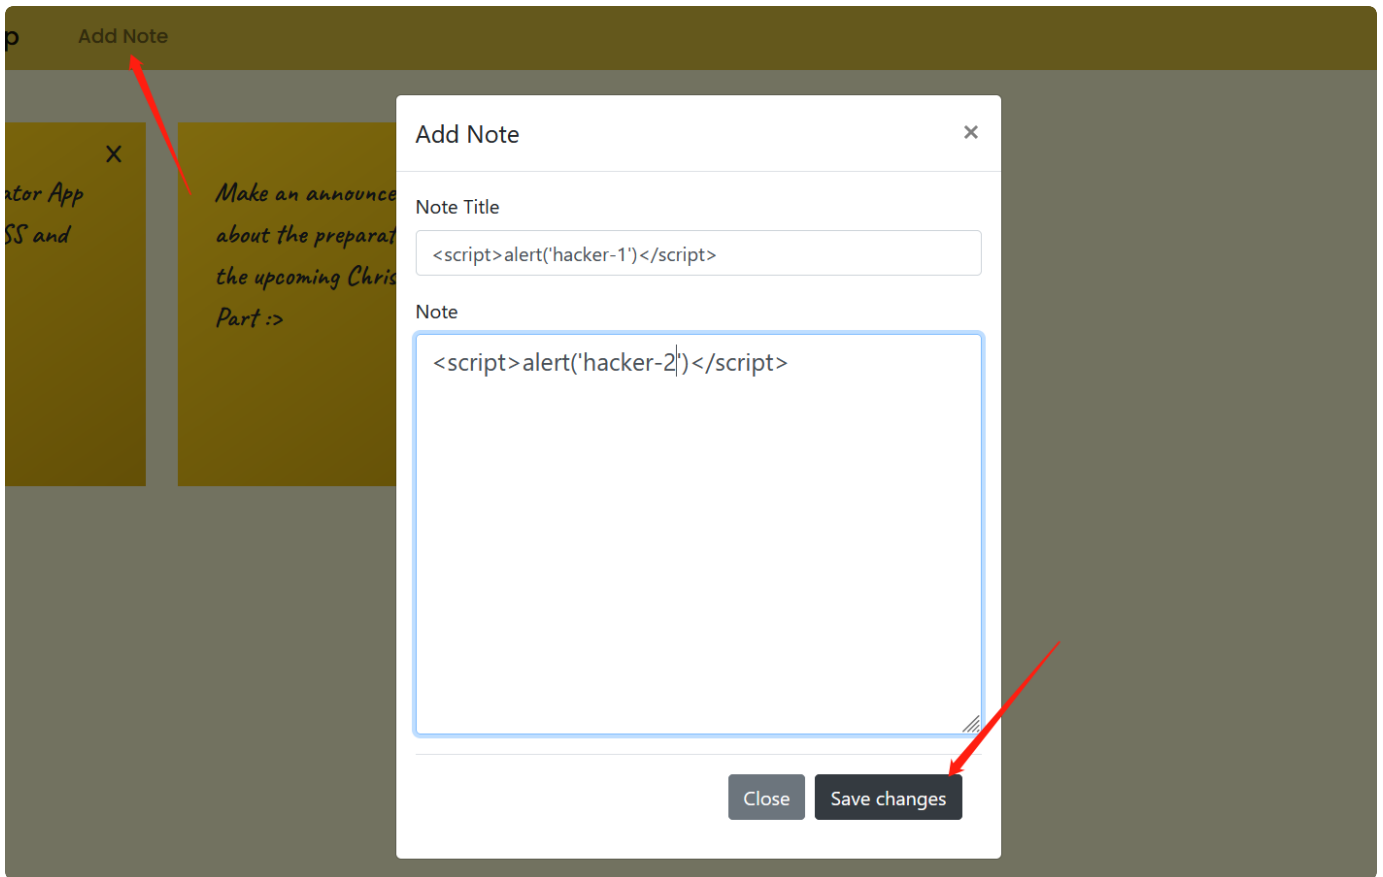 p Add Note
X
ator App
SS and
Make an announce
about the preparat
the upcoming Chris
Part :>
Add Note
×
Note Title
<script>alert('hacker-1')</script>
Note
<script>alert('hacker-2')</script>
Close Save changes